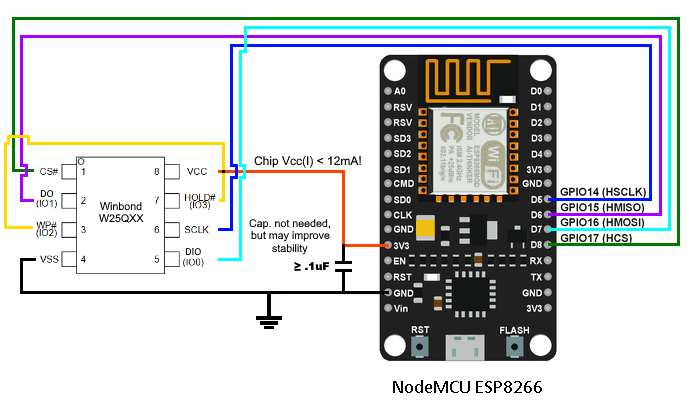 CS#
DO
(IO1)
WP#
(IO2)
VSS
1
2
3
4
Winbond
W25QXX
8
7
6
5
VCC
HOLD#
(IO3)
SCLK
DIO
(IO0)
Chip Vcc(I) < 12mA!
Cap. not needed,
but may improve
stability
≥ .1uF
A0
RSV
RSV
SD3
SD2
SD1
CMD
SD0
CLK
GND
3V3
EN
RST
GND
Vin
Wi Fi
MODEL
VENDOR
ESP8266MOD
AI-THINKER
ISM 2.4GHz
PA +25dBm
802.11b/g/n
FC
D0
D1
D2
D3
D4
3V3
GND
D5
D6
D7
D8
RX
TX
GND
3V3
GPIO14 (HSCLK)
GPIO15 (HMISO)
GPIO16 (HMOSI)
GPIO17 (HCS)
RST
FLASH
NodeMCU ESP8266